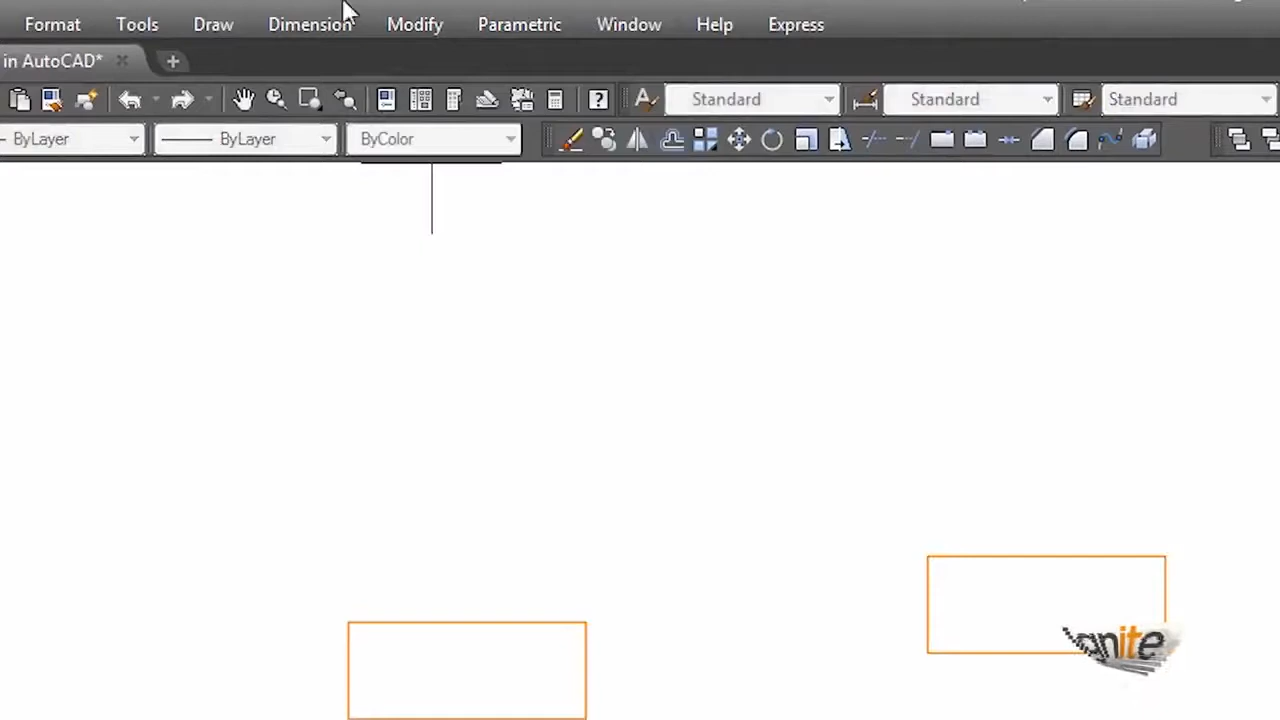 Format Tools Draw Dimension Modify Parametric Window Help Express
in AutoCAD*
Standard Standard Standard
ByLayer ByLayer ByColor